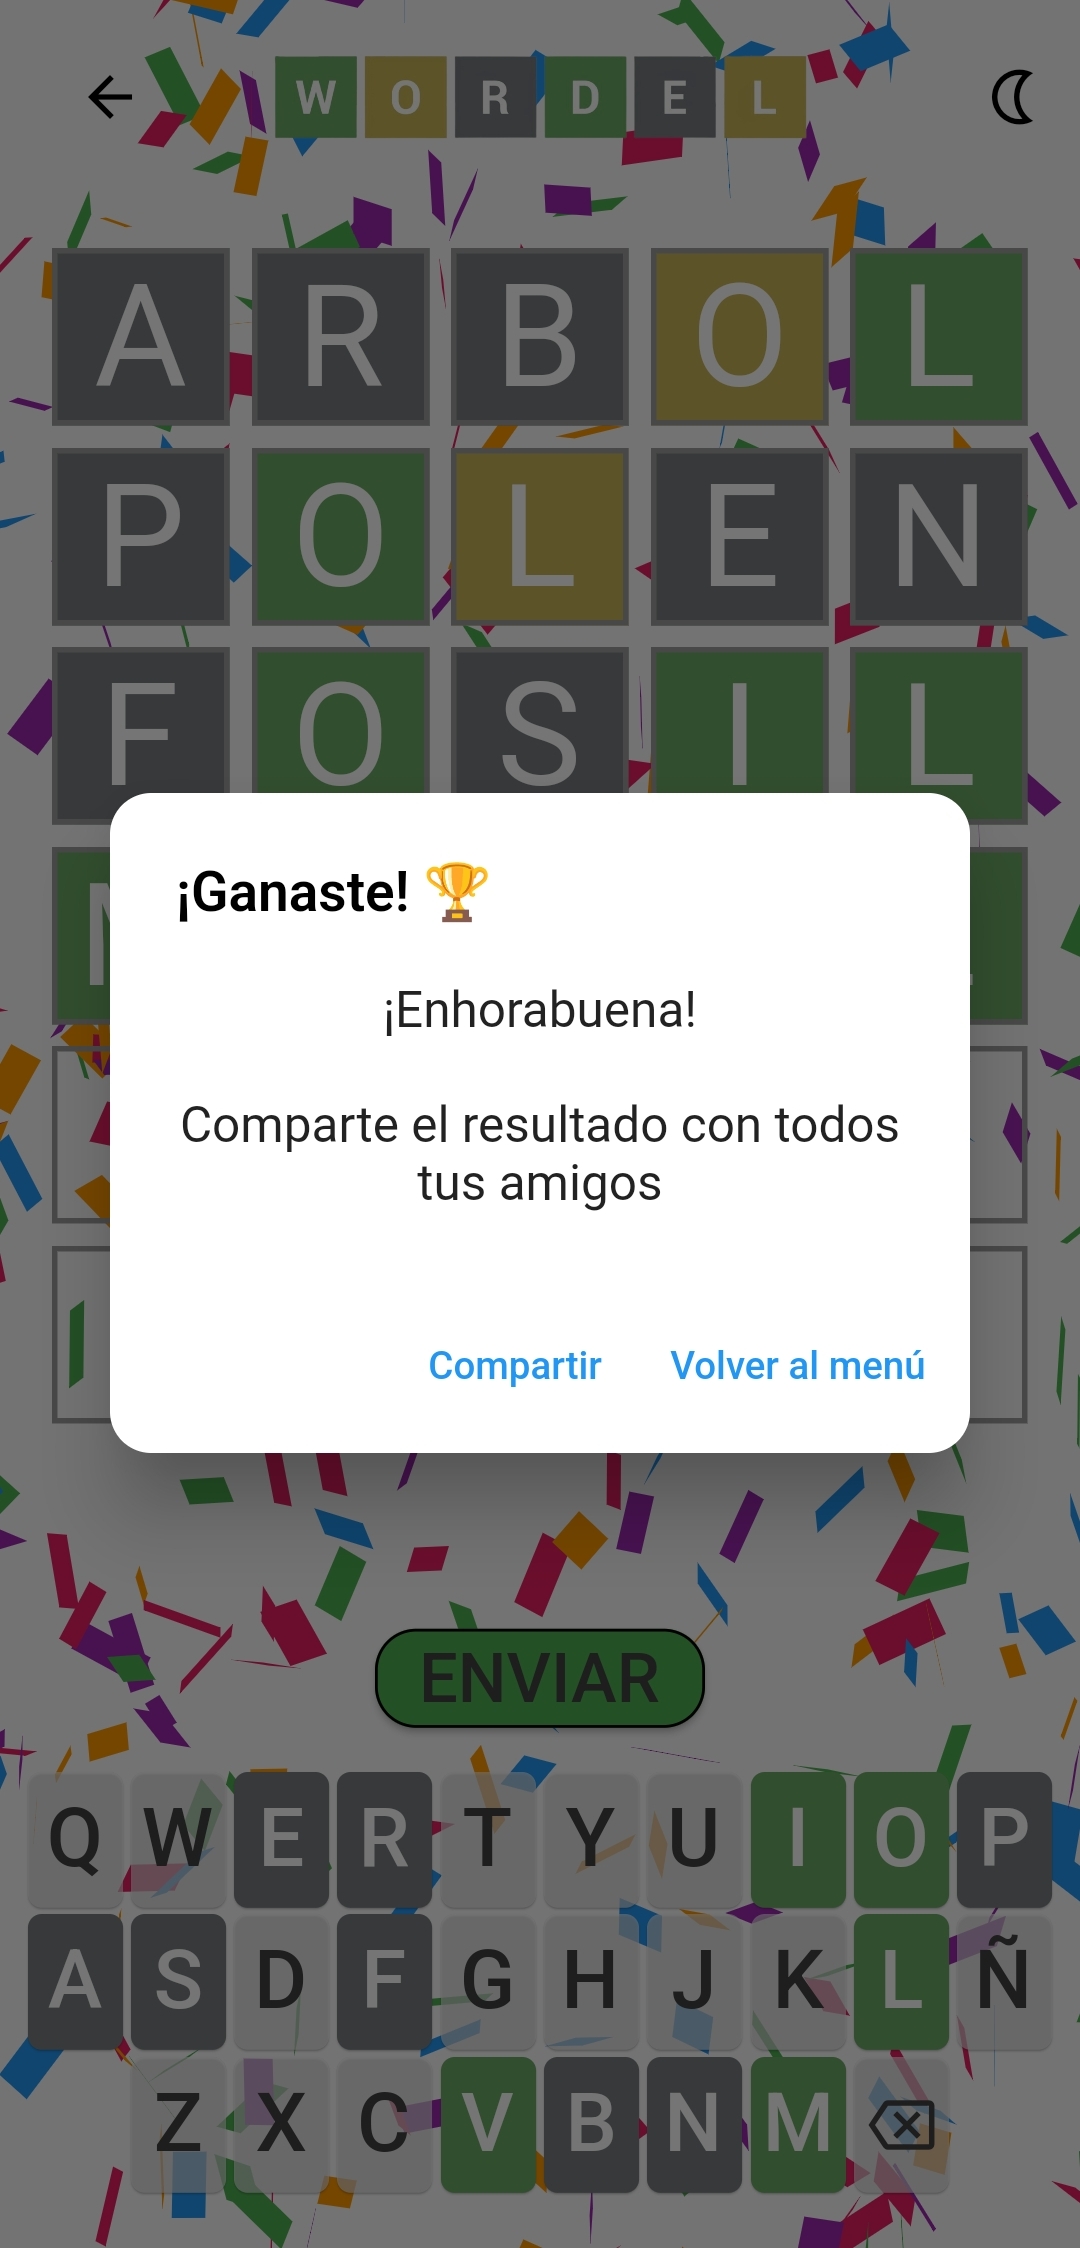 WORDEL
ARBOL
POLEN
FOSIL
M L
¡Ganaste! 🏆
¡Enhorabuena!
Comparte el resultado con todos
tus amigos
Compartir Volver al menú
ENVIAR
Q W E R T Y U I O P
A S D F G H J K L Ñ
Z X C V B N M